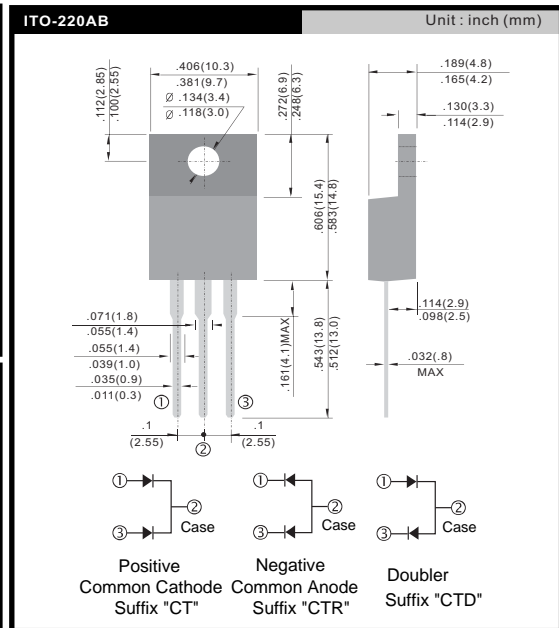 ITO-220AB
Unit : inch (mm)
.112(2.85)
.100(2.55)
.406(10.3)
.381(9.7)
Ø .134(3.4)
Ø .118(3.0)
.272(6.9)
.248(6.3)
.189(4.8)
.165(4.2)
.130(3.3)
.114(2.9)
.606(15.4)
.583(14.8)
.071(1.8)
.055(1.4)
.055(1.4)
.039(1.0)
.035(0.9)
.011(0.3)
.161(4.1)MAX
.543(13.8)
.512(13.0)
.114(2.9)
.098(2.5)
.032(.8)
MAX
① ③
.1
(2.55)
②
.1
(2.55)
①
②
Case
③
Positive
Common Cathode
Suffix "CT"
①
②
Case
③
Negative
Common Anode
Suffix "CTR"
①
②
Case
③
Doubler
Suffix "CTD"